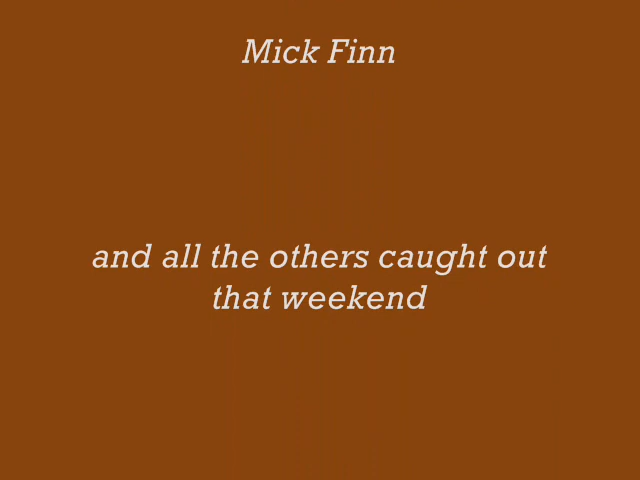 Mick Finn
and all the others caught out
that weekend